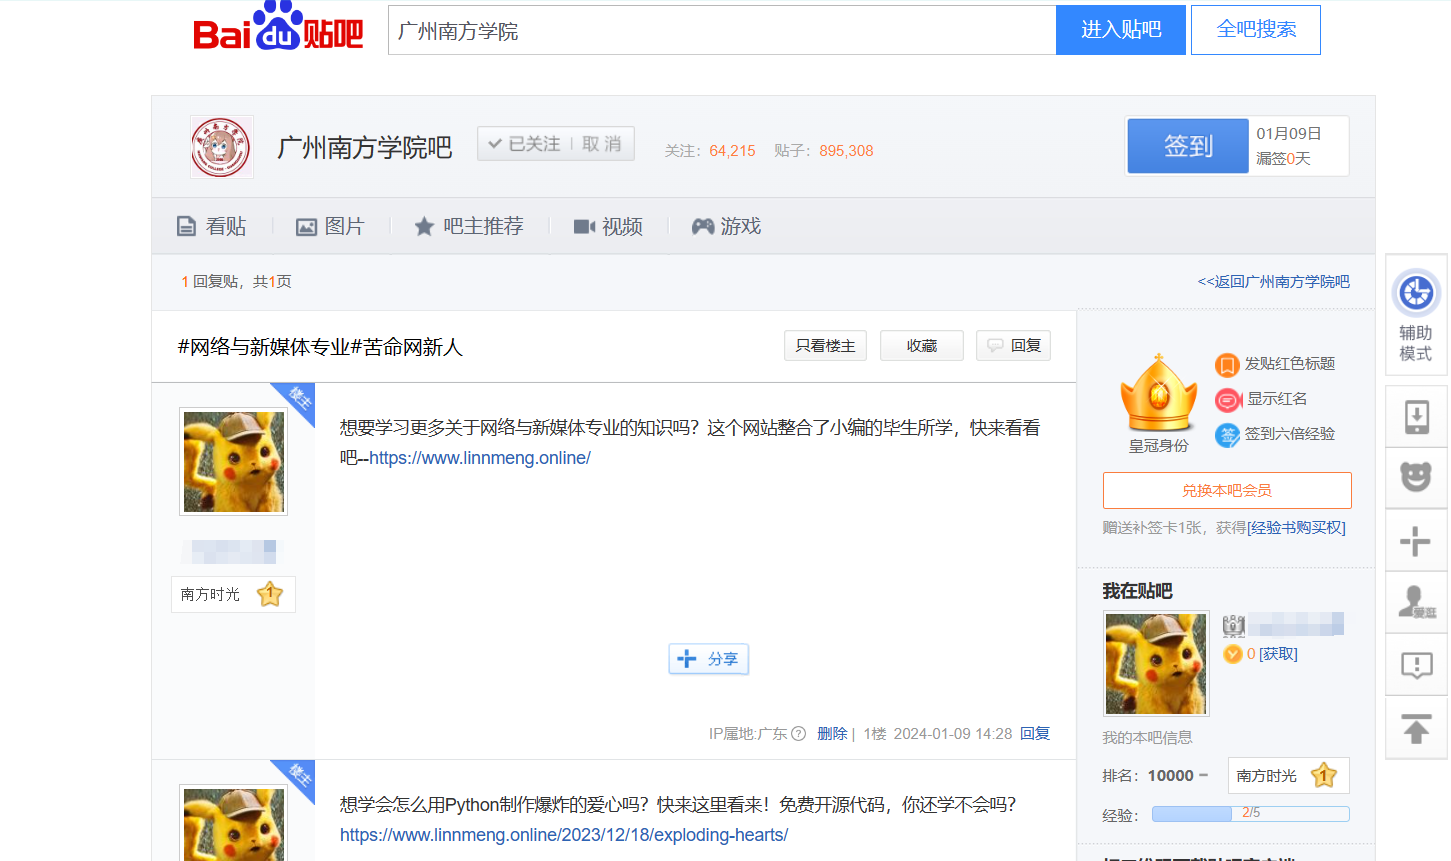 Bai du 贴吧
广州南方学院
进入贴吧
全吧搜索
广州南方学院吧
已关注 | 取消
关注：64,215 贴子：895,308
签到
01月09日
漏签0天
看贴
图片
吧主推荐
视频
游戏
1 回复贴，共1页
<<返回广州南方学院吧
#网络与新媒体专业#苦命网新人
只看楼主
收藏
回复
楼主
想要学习更多关于网络与新媒体专业的知识吗？这个网站整合了小编的毕生所学，快来看看
吧--https://www.linnmeng.online/
南方时光 1
分享
IP属地:广东 ? 删除 | 1楼 2024-01-09 14:28 回复
楼主
想学会怎么用Python制作爆炸的爱心吗？快来这里看来！免费开源代码，你还学不会吗？
https://www.linnmeng.online/2023/12/18/exploding-hearts/
皇冠身份
发贴红色标题
显示红名
签 签到六倍经验
兑换本吧会员
赠送补签卡1张，获得[经验书购买权]
我在贴吧
0 [获取]
我的本吧信息
排名：10000
南方时光 1
经验：
2/5
辅助
模式
爱逛